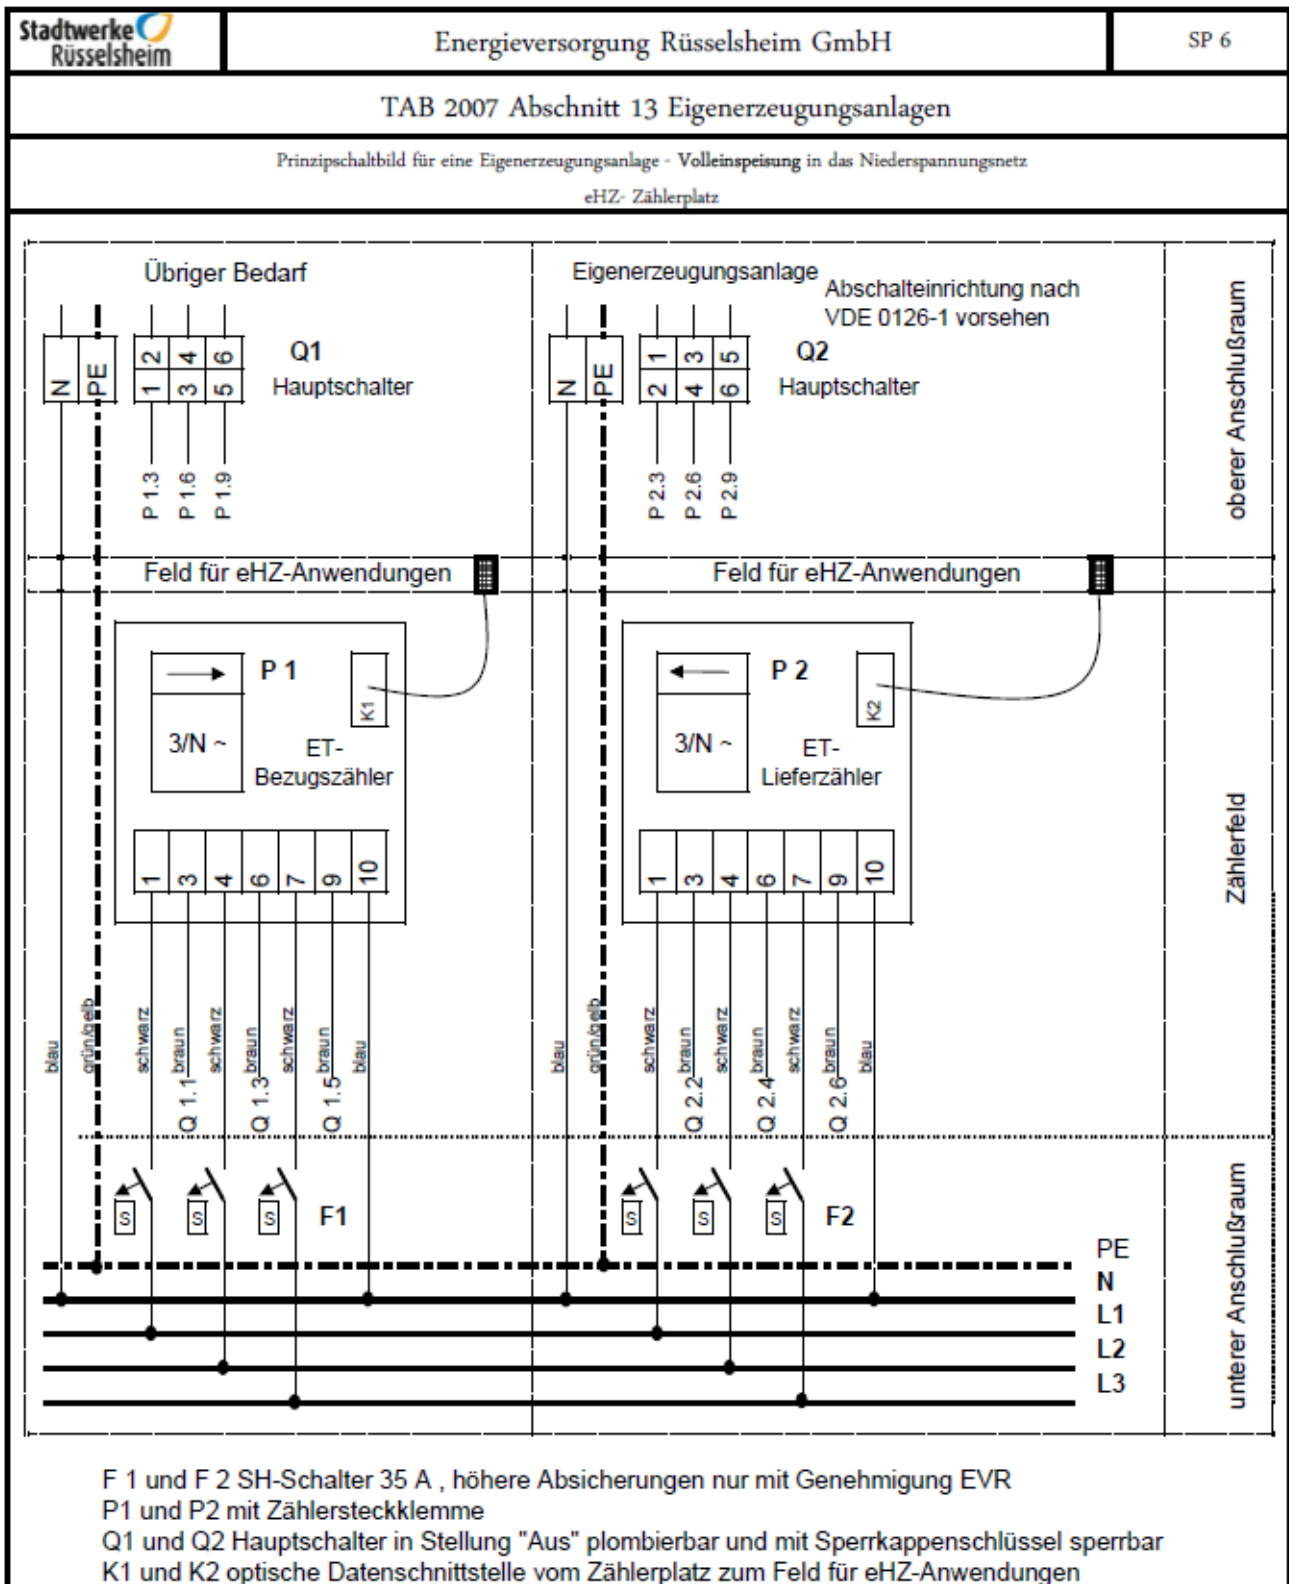 Stadtwerke
Rüsselsheim
Energieversorgung Rüsselsheim GmbH
SP 6
TAB 2007 Abschnitt 13 Eigenerzeugungsanlagen
Prinzipschaltbild für eine Eigenerzeugungsanlage - Volleinspeisung in das Niederspannungsnetz
eHZ- Zählerplatz
Übriger Bedarf
Eigenerzeugungsanlage
Abschalteinrichtung nach
VDE 0126-1 vorsehen
N PE 2 4 6
1 3 5
Q1
Hauptschalter
N PE 1 3 5
2 4 6
Q2
Hauptschalter
P 1.3 P 1.6 P 1.9
P 2.3 P 2.6 P 2.9
oberer Anschlußraum
Feld für eHZ-Anwendungen
Feld für eHZ-Anwendungen
P 1
K1
3/N ~
ET-
Bezugszähler
P 2
K2
3/N ~
ET-
Lieferzähler
Zählerfeld
1 3 4 6 7 9 10
1 3 4 6 7 9 10
blau grün/gelb schwarz braun schwarz braun schwarz braun blau
Q 1.1 Q 1.3 Q 1.5
blau grün/gelb schwarz braun schwarz braun schwarz braun blau
Q 2.2 Q 2.4 Q 2.6
S S S F1
S S S F2
unterer Anschlußraum
PE
N
L1
L2
L3
F 1 und F 2 SH-Schalter 35 A , höhere Absicherungen nur mit Genehmigung EVR
P1 und P2 mit Zählersteckklemme
Q1 und Q2 Hauptschalter in Stellung "Aus" plombierbar und mit Sperrkappenschlüssel sperrbar
K1 und K2 optische Datenschnittstelle vom Zählerplatz zum Feld für eHZ-Anwendungen